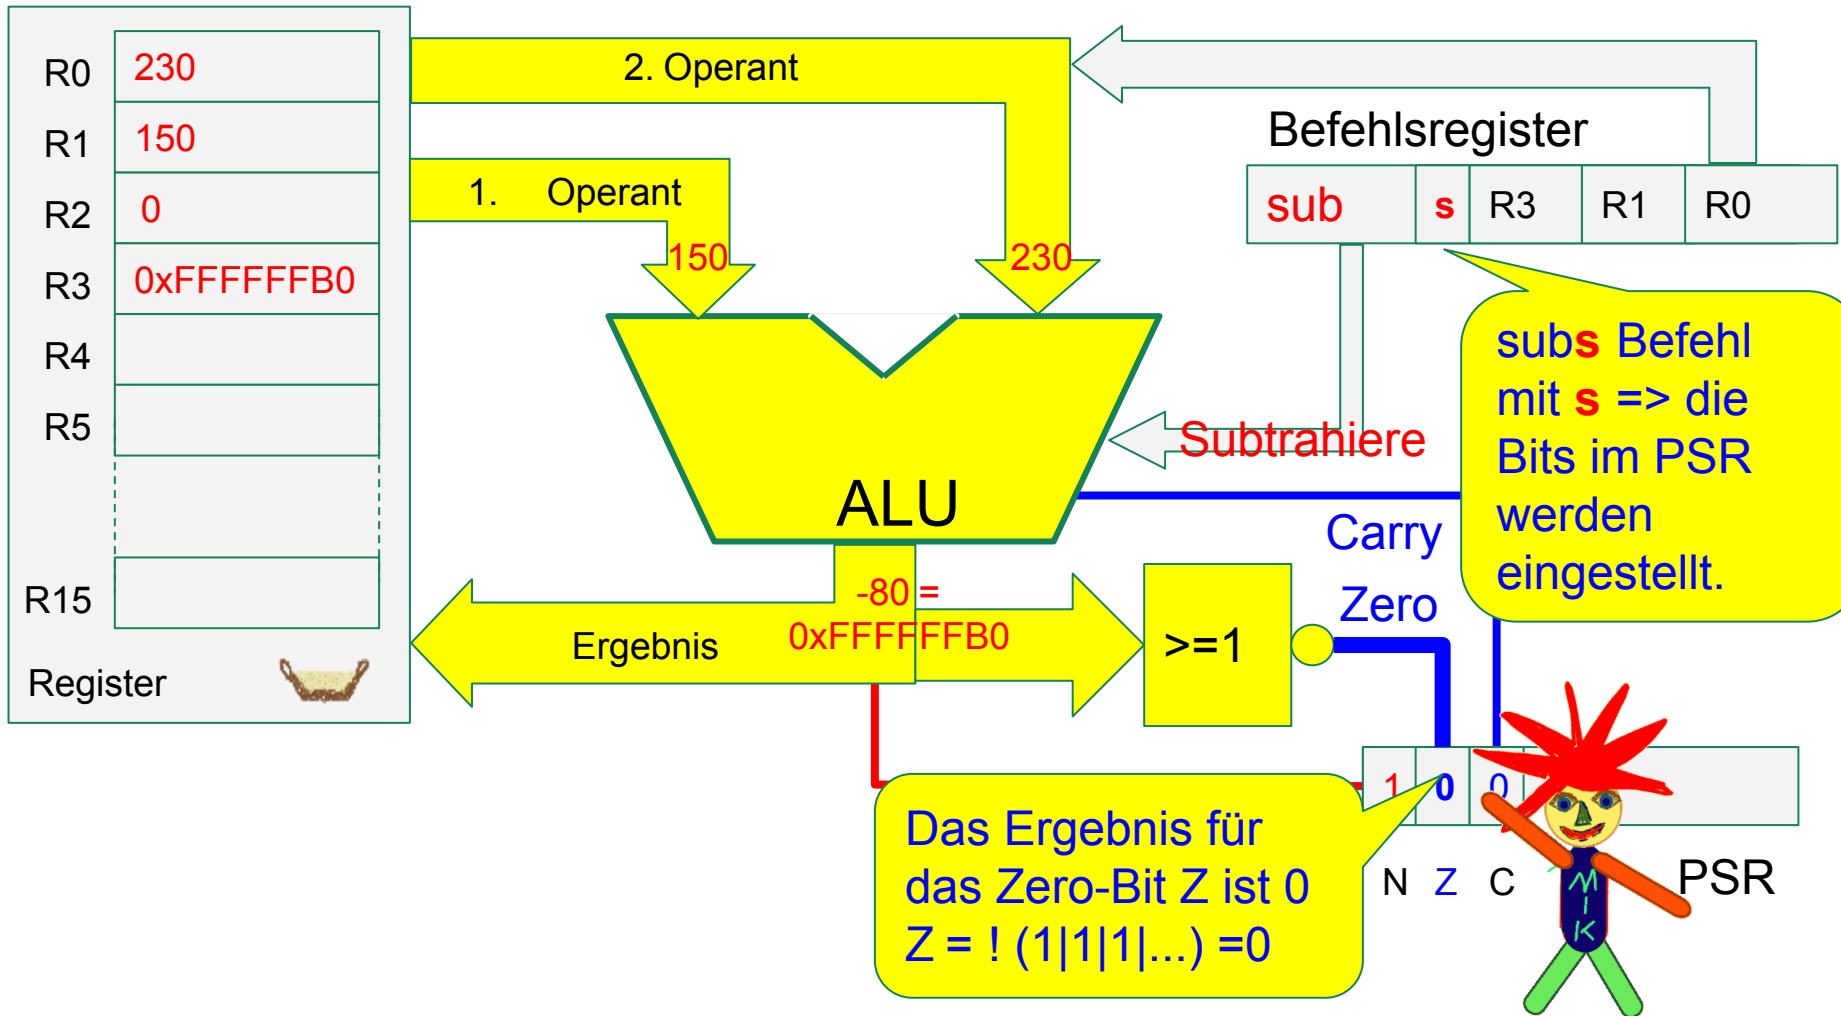 R0 230
R1 150
R2 0
R3 0xFFFFFFB0
R4
R5
R15
Register
2. Operant
1. Operant
150
230
Befehlsregister
sub s R3 R1 R0
subs Befehl
mit s => die
Bits im PSR
werden
eingestellt.
Subtrahiere
ALU
Carry
Zero
-80 =
0xFFFFFFB0
Ergebnis
>=1
1 0 0
N Z C PSR
Das Ergebnis für
das Zero-Bit Z ist 0
Z = ! (1|1|1|...) =0
MIK